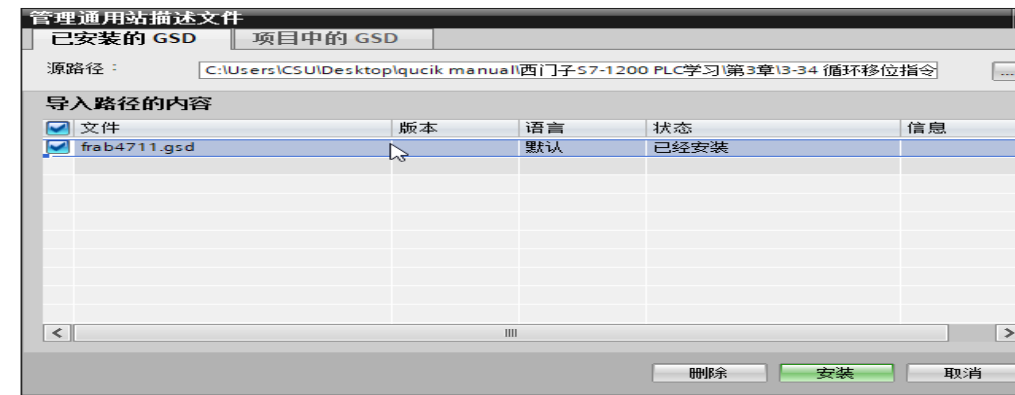 管理通用站描述文件
已安装的 GSD 项目中的 GSD
源路径： C:\Users\CSU\Desktop\qucik manual\西门子S7-1200 PLC学习\第3章\3-34 循环移位指令 ...
导入路径的内容
文件 版本 语言 状态 信息
frab4711.gsd 默认 已经安装
删除 安装 取消